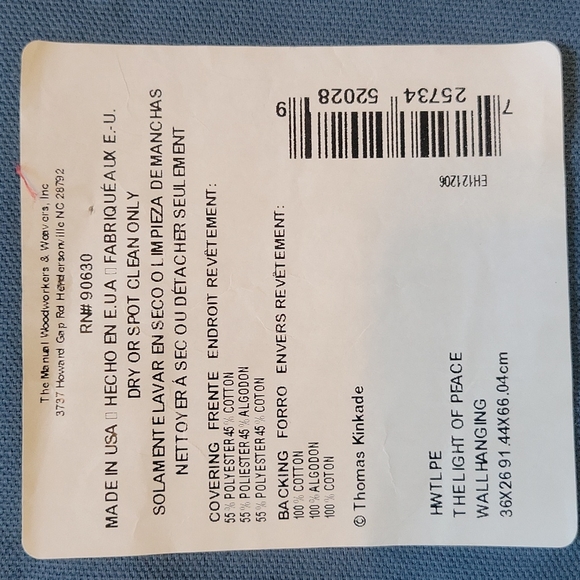 The Manual Woodworkers & Weavers, Inc
3737 Howard Gap Rd Hendersonville NC 28792
RN# 90630
MADE IN USA ▯ HECHO EN E.U.A ▯ FABRIQUÉ AUX E.-U.
DRY OR SPOT CLEAN ONLY
SOLAMENTE LAVAR EN SECO O LIMPIEZA DE MANCHAS
NETTOYER Á SEC OU DÉTACHER SEULEMENT
COVERING FRENTE ENDROIT REVÊTEMENT:
55 % POLYESTER 45 % COTTON
55 % POLIESTER 45 % ALGODON
55 % POLYESTER 45 % COTON
BACKING FORRO ENVERS REVÊTEMENT:
100 % COTTON
100 % ALGODON
100 % COTON
© Thomas Kinkade
HWTLPE
THE LIGHT OF PEACE
WALL HANGING
36X26 91.44X66.04cm
EH121206
7 25734 52028 9